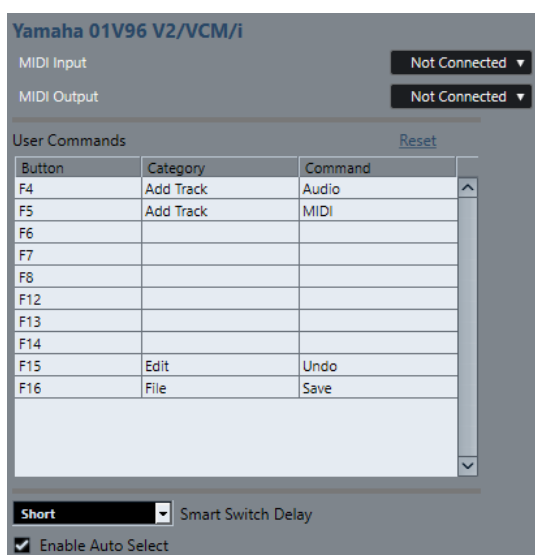 Yamaha 01V96 V2/VCM/i
MIDI Input Not Connected
MIDI Output Not Connected
User Commands Reset
Button Category Command
F4 Add Track Audio
F5 Add Track MIDI
F6
F7
F8
F12
F13
F14
F15 Edit Undo
F16 File Save
Short Smart Switch Delay
Enable Auto Select